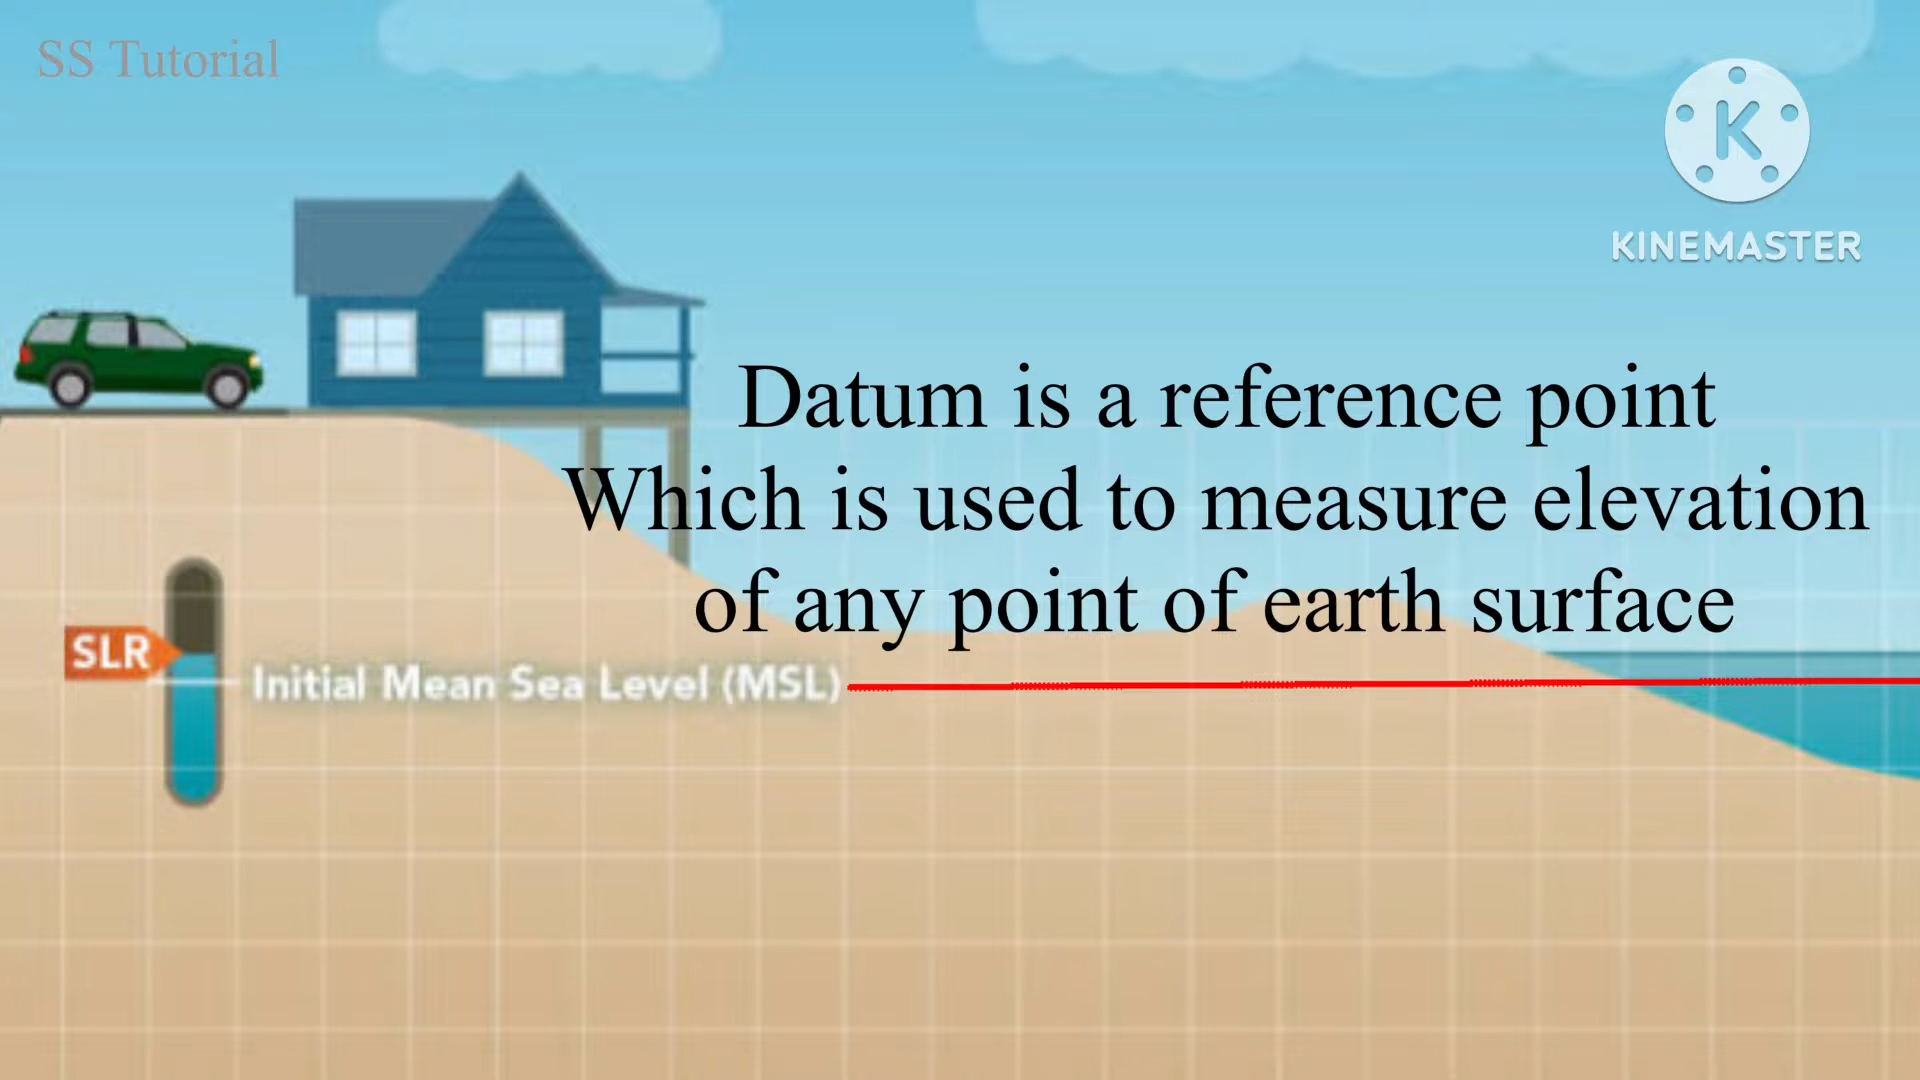 SS Tutorial
K
KINEMASTER
Datum is a reference point
Which is used to measure elevation
of any point of earth surface
SLR
Initial Mean Sea Level (MSL)